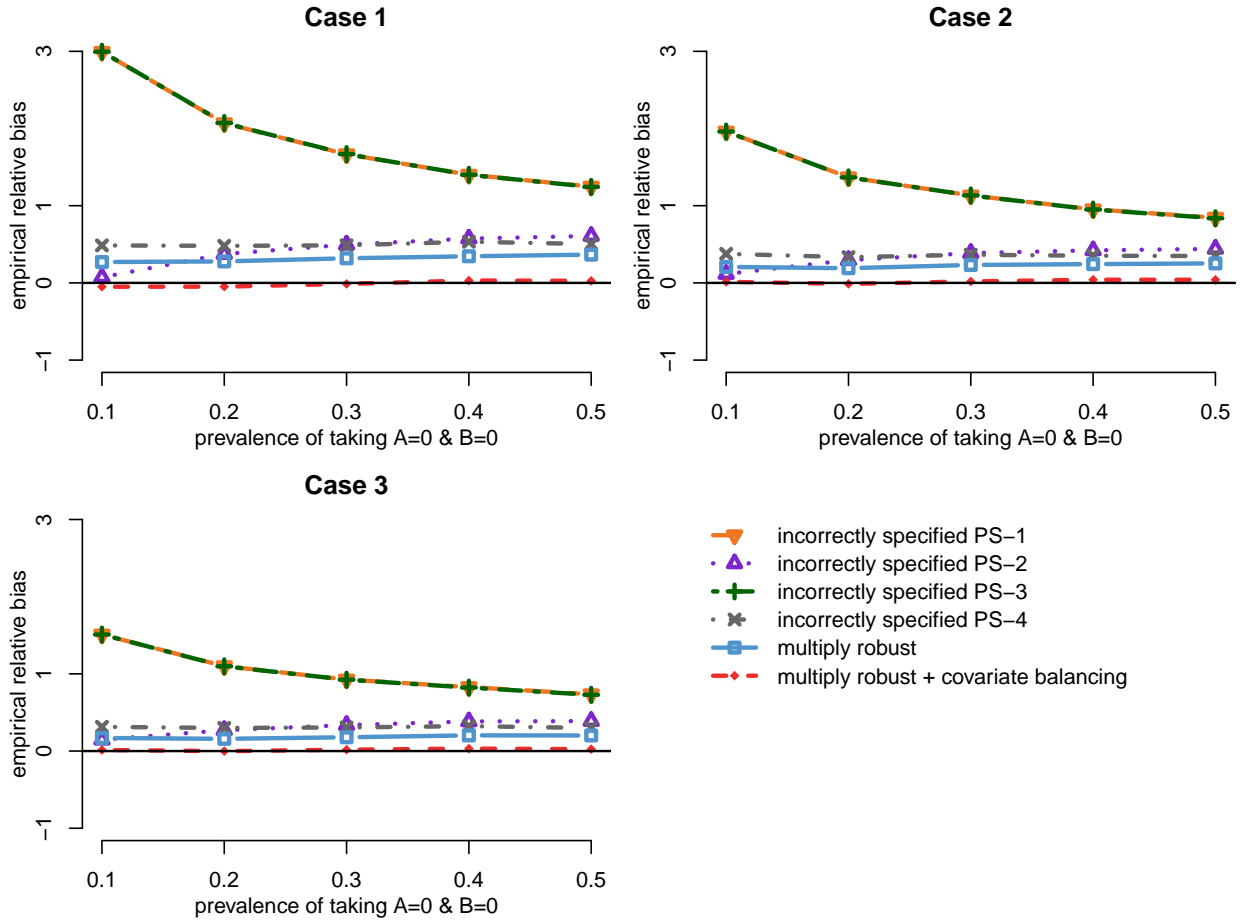 Case 1
3
1
0
−1
empirical relative bias
0.1 0.2 0.3 0.4 0.5
prevalence of taking A=0 & B=0
Case 2
3
1
0
−1
empirical relative bias
0.1 0.2 0.3 0.4 0.5
prevalence of taking A=0 & B=0
Case 3
3
1
0
−1
empirical relative bias
0.1 0.2 0.3 0.4 0.5
prevalence of taking A=0 & B=0
incorrectly specified PS−1
incorrectly specified PS−2
incorrectly specified PS−3
incorrectly specified PS−4
multiply robust
multiply robust + covariate balancing